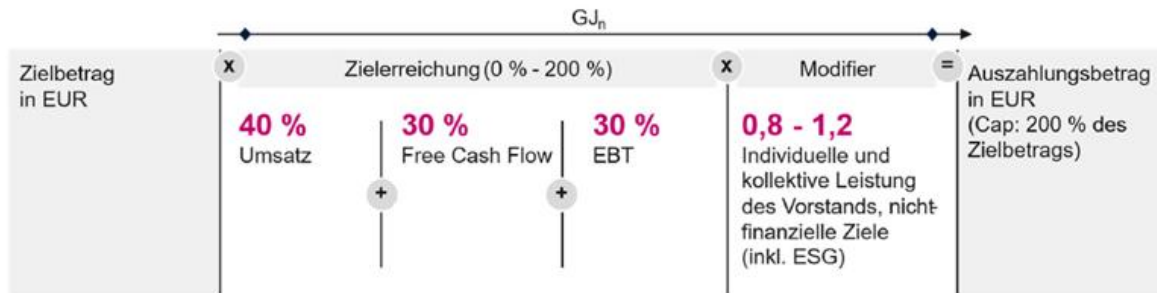 GJn
Zielbetrag
in EUR
x
Zielerreichung (0 % - 200 %)
x
Modifier
=
Auszahlungsbetrag
in EUR
(Cap: 200 % des
Zielbetrags)
40 %
Umsatz
+
30 %
Free Cash Flow
+
30 %
EBT
0,8 - 1,2
Individuelle und
kollektive Leistung
des Vorstands, nicht-
finanzielle Ziele
(inkl. ESG)